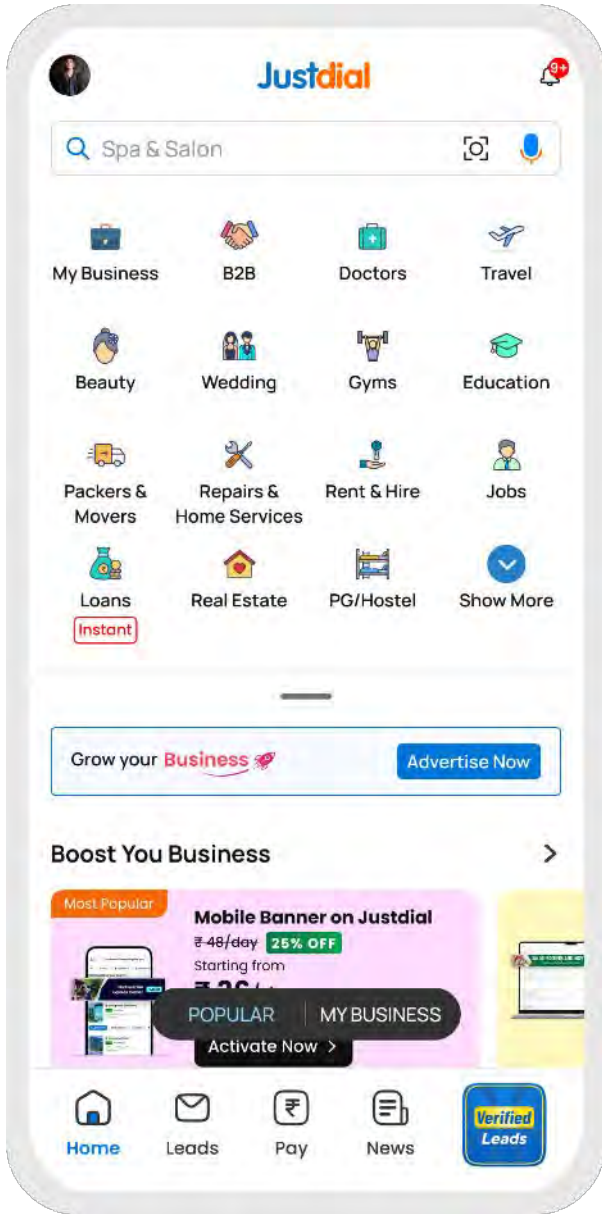 Justdial
9+
Spa & Salon
My Business
B2B
Doctors
Travel
Beauty
Wedding
Gyms
Education
Packers &
Movers
Repairs &
Home Services
Rent & Hire
Jobs
Loans
Instant
Real Estate
PG/Hostel
Show More
Grow your Business
Advertise Now
Boost You Business
Most Popular
Mobile Banner on Justdial
₹ 48/day 25% OFF
Starting from
POPULAR
MY BUSINESS
Activate Now
Home
Leads
Pay
News
Verified
Leads